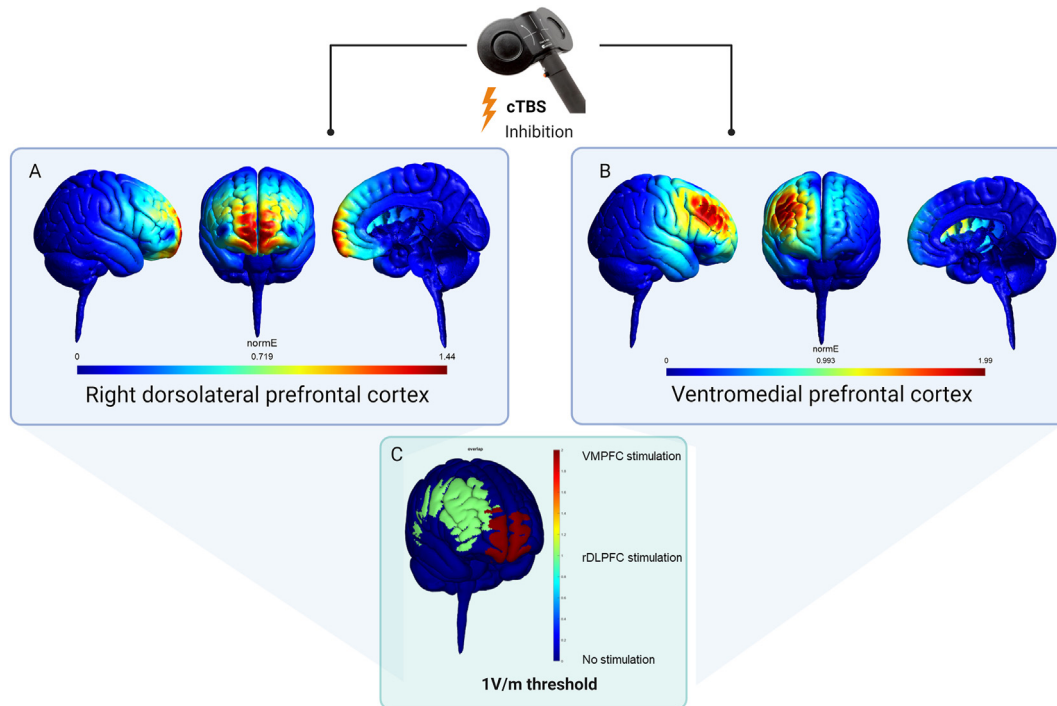 cTBS
Inhibition
A
normE
0 0.719 1.44
Right dorsolateral prefrontal cortex
B
normE
0 0.993 1.99
Ventromedial prefrontal cortex
C
overlap
VMPFC stimulation
rDLPFC stimulation
No stimulation
1V/m threshold